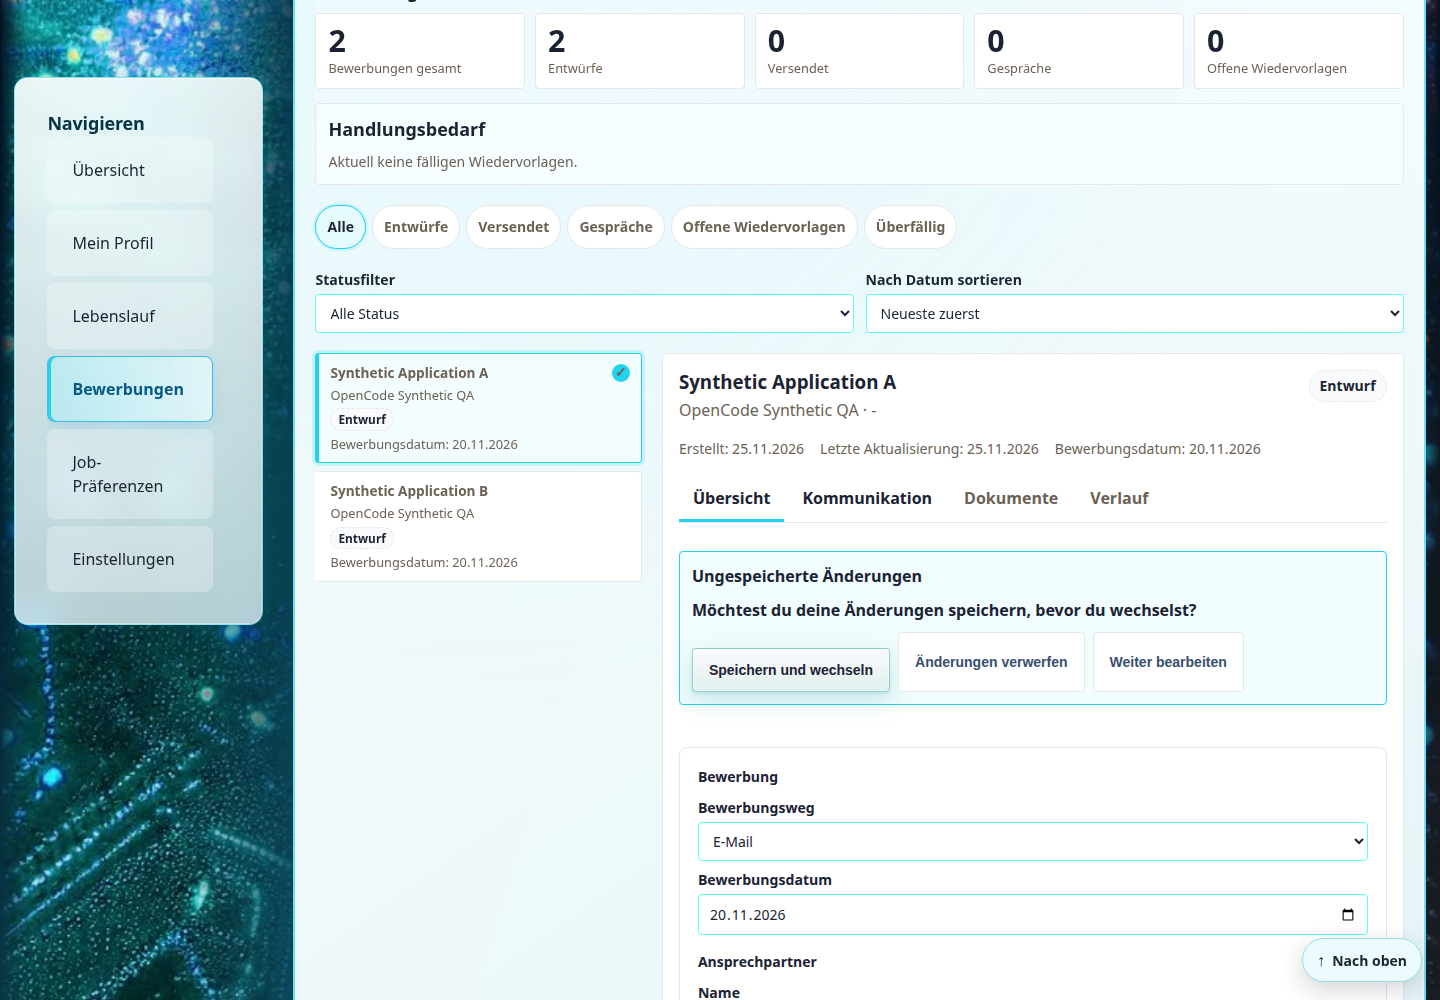 Navigieren
Übersicht
Mein Profil
Lebenslauf
Bewerbungen
Job-
Präferenzen
Einstellungen
2
Bewerbungen gesamt
2
Entwürfe
0
Versendet
0
Gespräche
0
Offene Wiedervorlagen
Handlungsbedarf
Aktuell keine fälligen Wiedervorlagen.
Alle
Entwürfe
Versendet
Gespräche
Offene Wiedervorlagen
Überfällig
Statusfilter
Alle Status
Nach Datum sortieren
Neueste zuerst
Synthetic Application A
✓
OpenCode Synthetic QA
Entwurf
Bewerbungsdatum: 20.11.2026
Synthetic Application B
OpenCode Synthetic QA
Entwurf
Bewerbungsdatum: 20.11.2026
Synthetic Application A
Entwurf
OpenCode Synthetic QA · -
Erstellt: 25.11.2026 Letzte Aktualisierung: 25.11.2026 Bewerbungsdatum: 20.11.2026
Übersicht
Kommunikation
Dokumente
Verlauf
Ungespeicherte Änderungen
Möchtest du deine Änderungen speichern, bevor du wechselst?
Speichern und wechseln
Änderungen verwerfen
Weiter bearbeiten
Bewerbung
Bewerbungsweg
E-Mail
Bewerbungsdatum
20.11.2026
Ansprechpartner
Name
↑ Nach oben